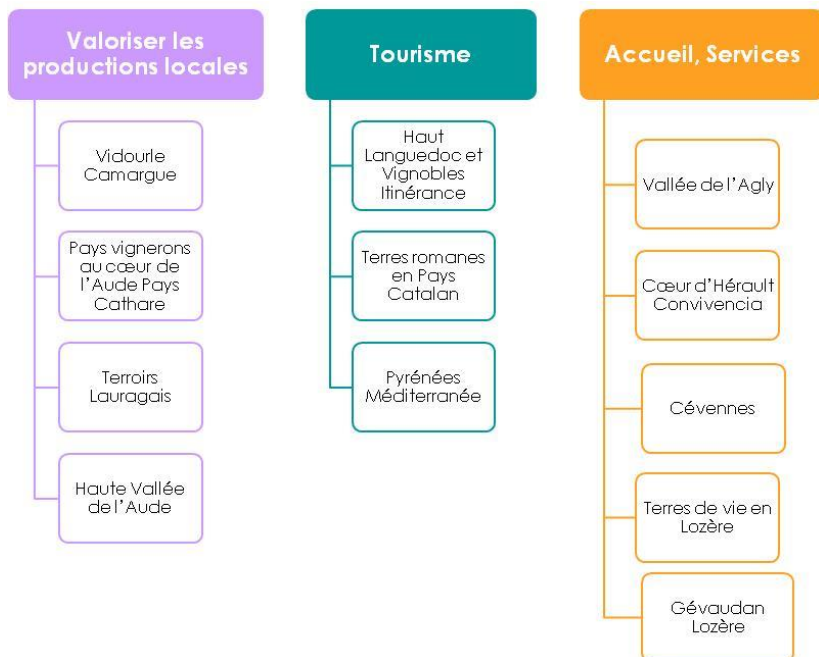 Valoriser les
productions locales
Vidourle
Camargue
Pays vignerons
au cœur de
l'Aude Pays
Cathare
Terroirs
Lauragais
Haute Vallée
de l'Aude
Tourisme
Haut
Languedoc et
Vignobles
Itinérance
Terres romanes
en Pays
Catalan
Pyrénées
Méditerranée
Accueil, Services
Vallée de l'Agly
Cœur d'Hérault
Convivencia
Cévennes
Terres de vie en
Lozère
Gévaudan
Lozère